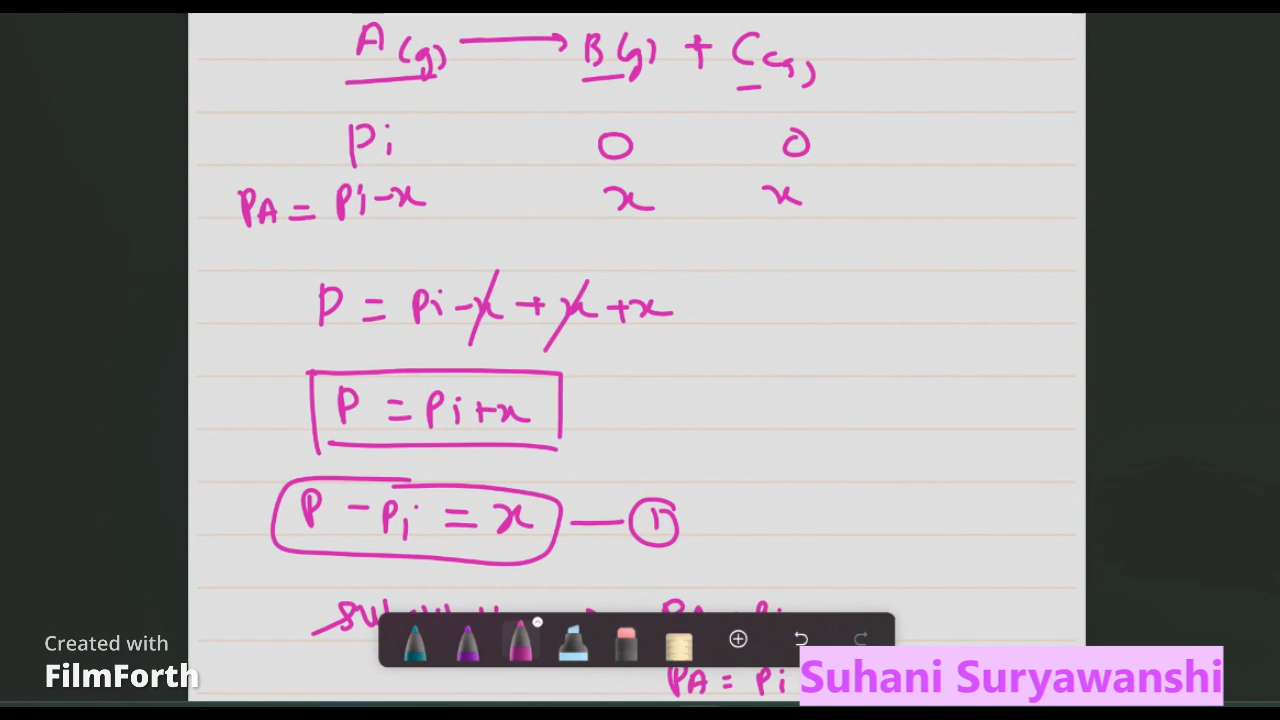 A(g) ⟶ B(g) + C(g)
Pi 0 0
PA = Pi-x x x
P = Pi - x + x + x
P = Pi+x
P - Pi = x — ①
PA = Pi
Created with
FilmForth
Suhani Suryawanshi